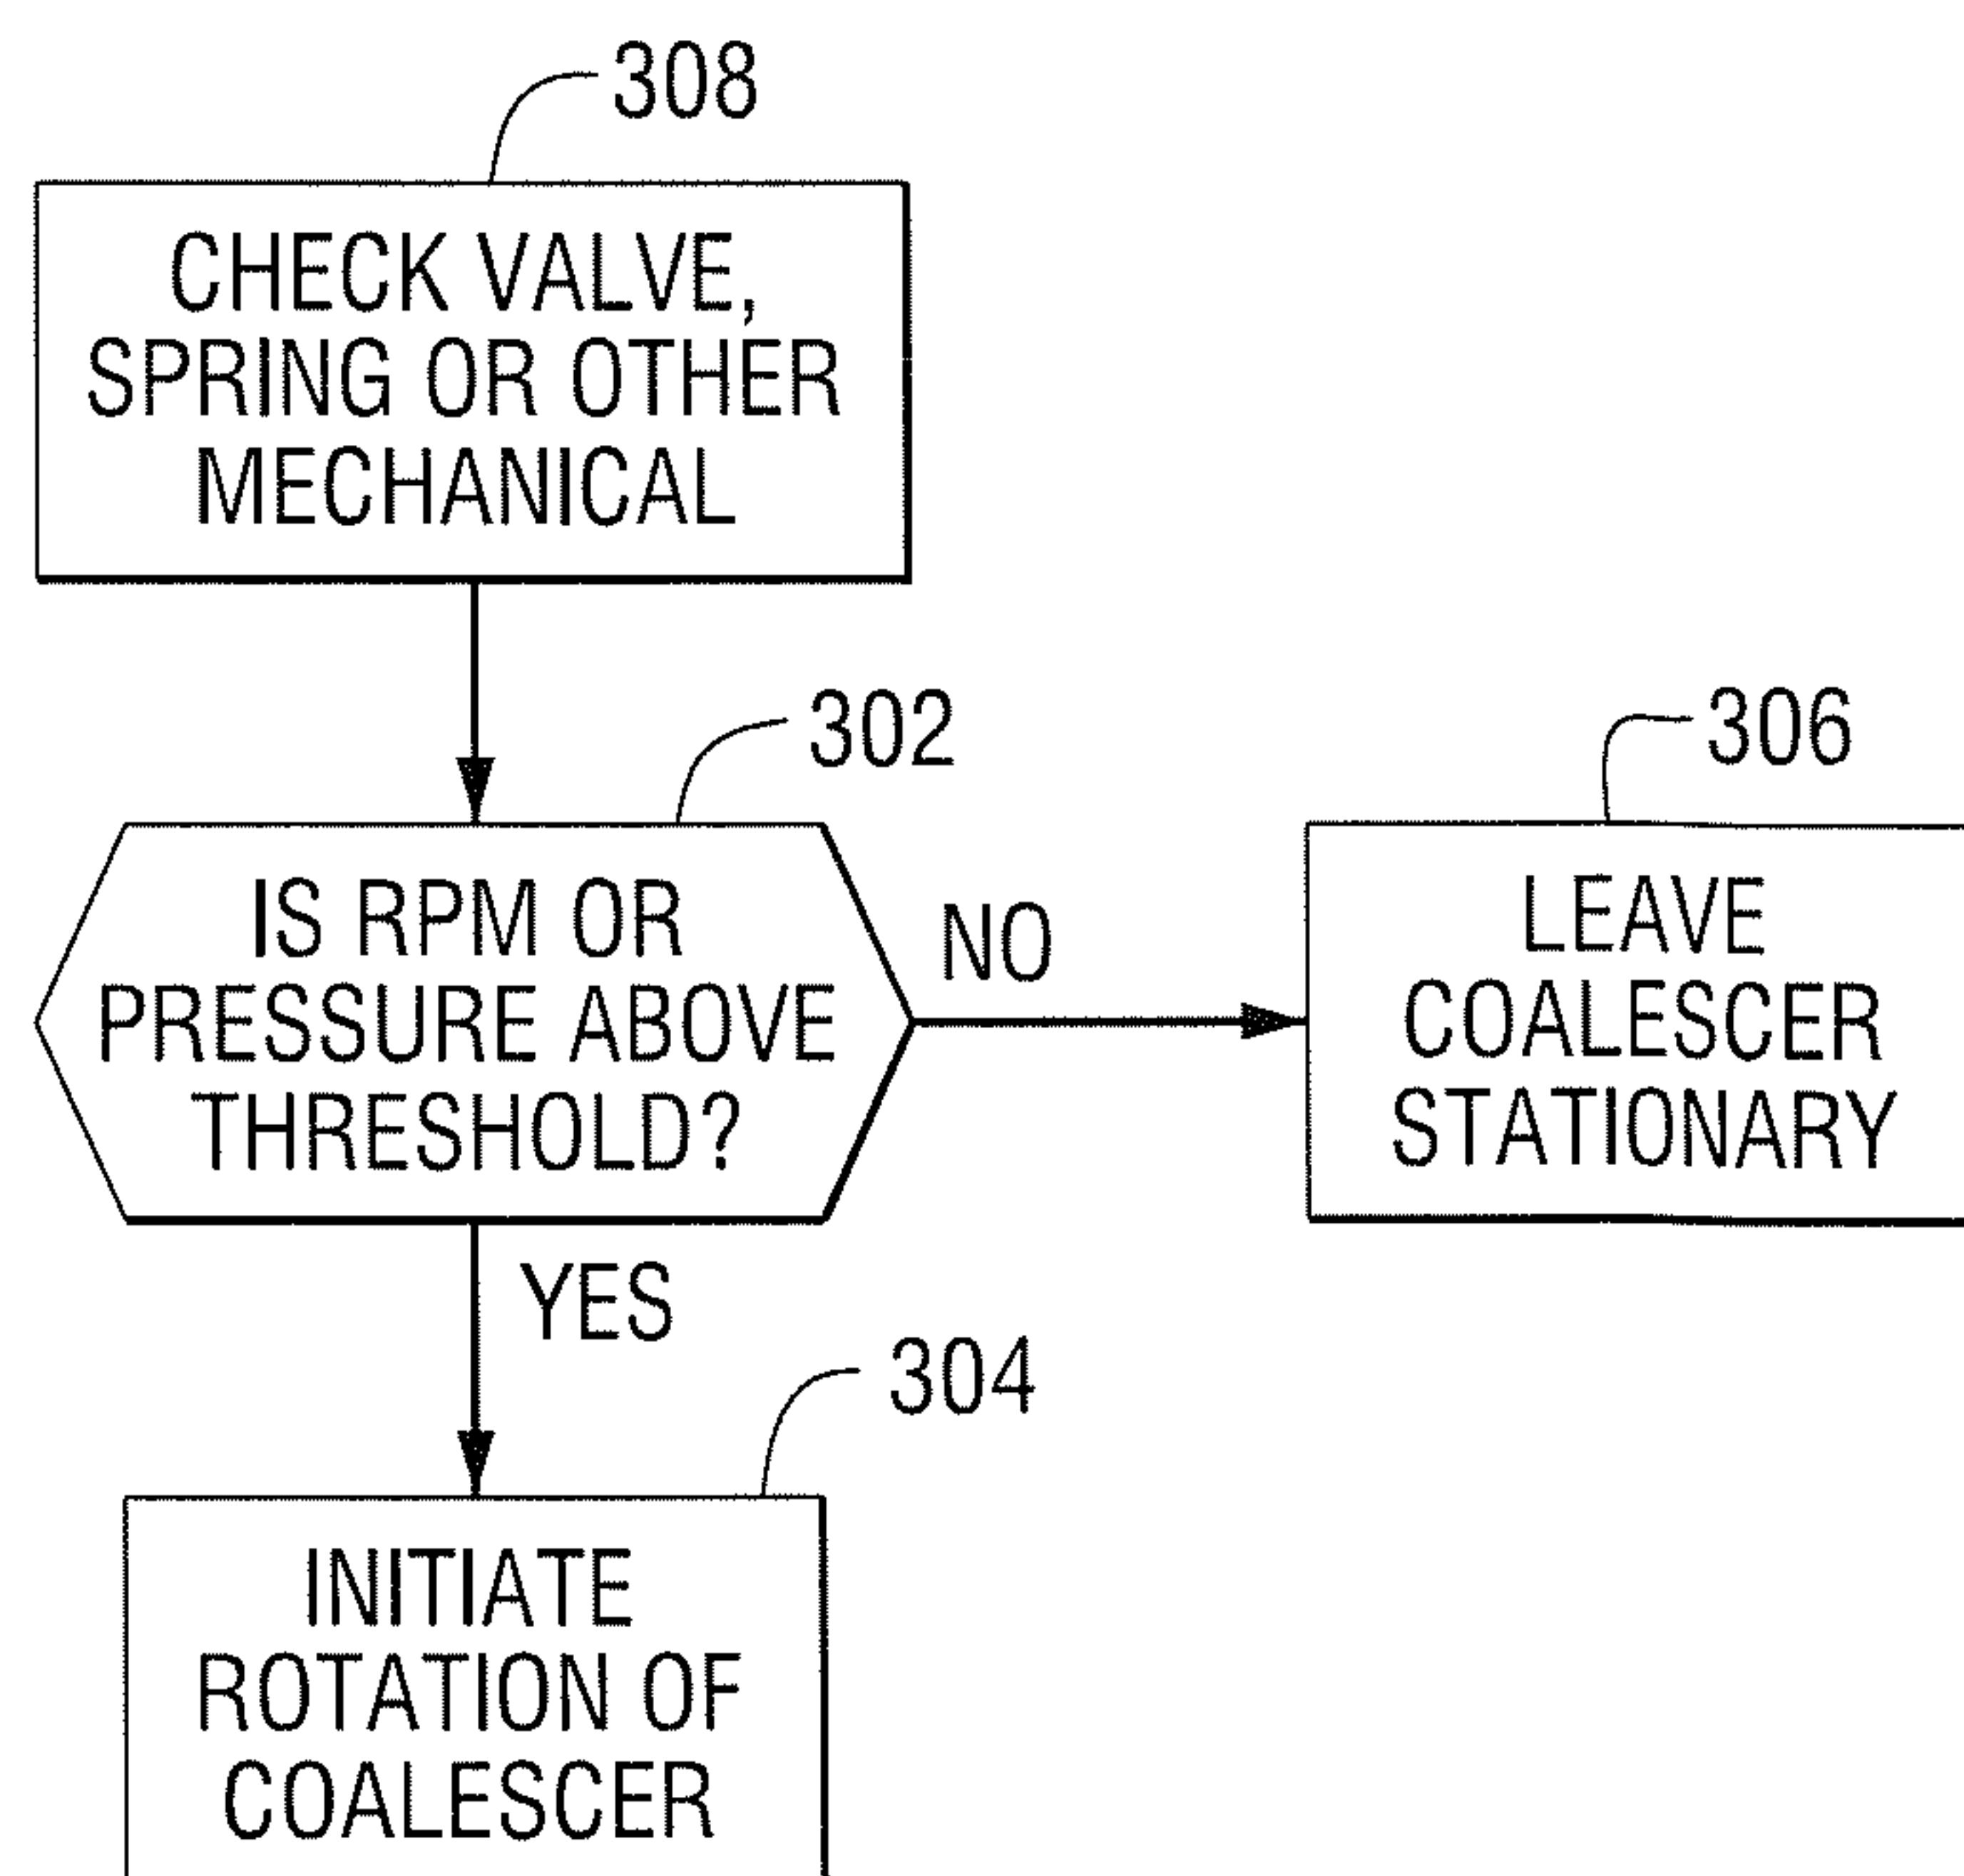 308
CHECK VALVE,
SPRING OR OTHER
MECHANICAL
302
IS RPM OR
PRESSURE ABOVE
THRESHOLD?
NO
306
LEAVE
COALESCER
STATIONARY
YES
304
INITIATE
ROTATION OF
COALESCER